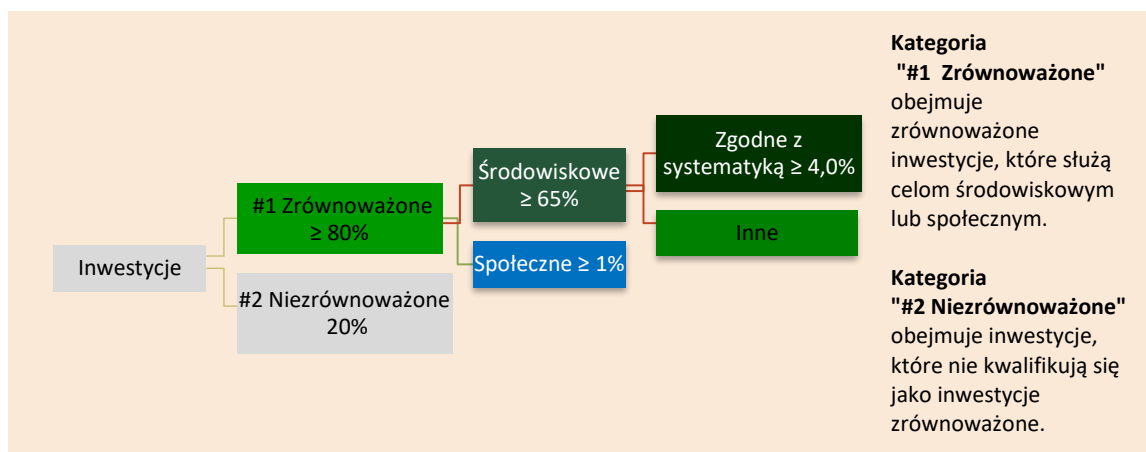 Inwestycje
#1 Zrównoważone
≥ 80%
#2 Niezrównoważone
20%
Środowiskowe
≥ 65%
Społeczne ≥ 1%
Zgodne z
systematyką ≥ 4,0%
Inne
Kategoria
"#1 Zrównoważone"
obejmuje
zrównoważone
inwestycje, które służą
celom środowiskowym
lub społecznym.
Kategoria
"#2 Niezrównoważone"
obejmuje inwestycje,
które nie kwalifikują się
jako inwestycje
zrównoważone.